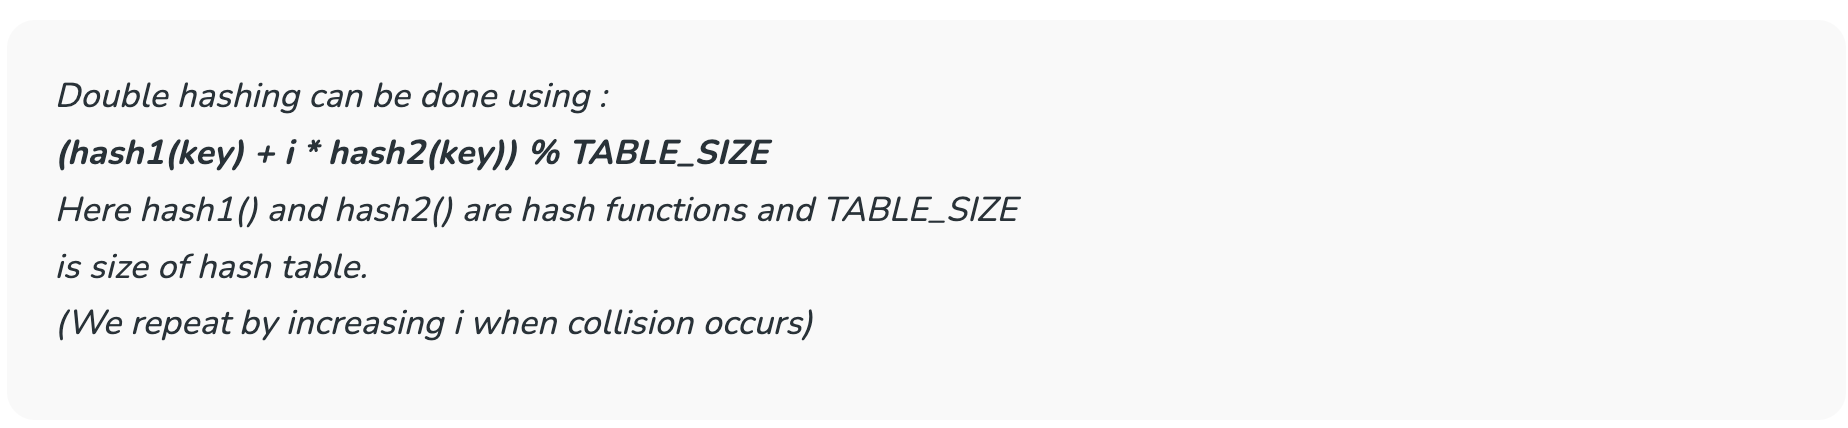 Double hashing can be done using :
(hash1(key) + i * hash2(key)) % TABLE_SIZE
Here hash1() and hash2() are hash functions and TABLE_SIZE
is size of hash table.
(We repeat by increasing i when collision occurs)